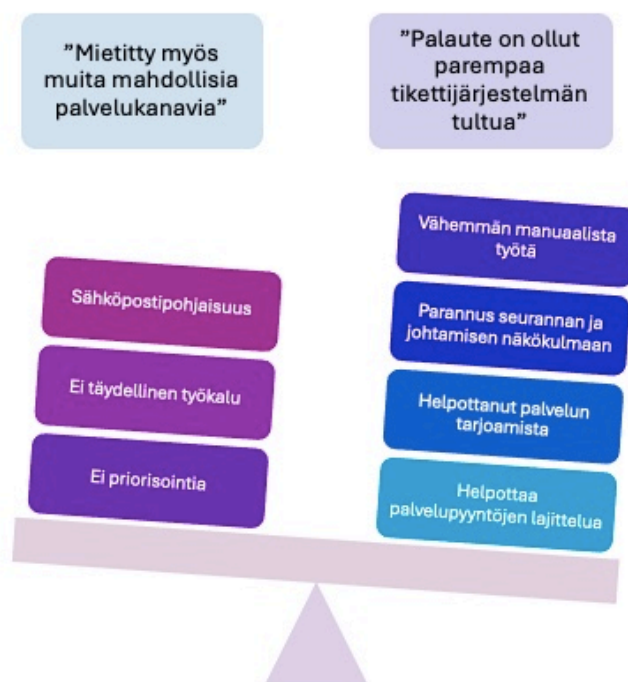 ”Mietitty myös
muita mahdollisia
palvelukanavia”
”Palaute on ollut
parempaa
tikettijärjestelmän
tultua”
Sähköpostipohjaisuus
Ei täydellinen työkalu
Ei priorisointia
Vähemmän manuaalista
työtä
Parannus seurannan ja
johtamisen näkökulmaan
Helpottanut palvelun
tarjoamista
Helpottaa
palvelupyyntöjen lajittelua